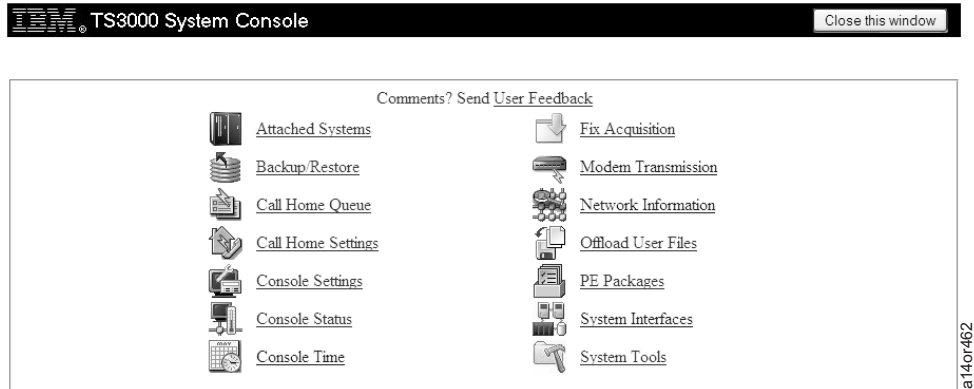 IBM® TS3000 System Console Close this window
Comments? Send User Feedback
Attached Systems
Backup/Restore
Call Home Queue
Call Home Settings
Console Settings
Console Status
Console Time
Fix Acquisition
Modem Transmission
Network Information
Offload User Files
PE Packages
System Interfaces
System Tools
a14or462